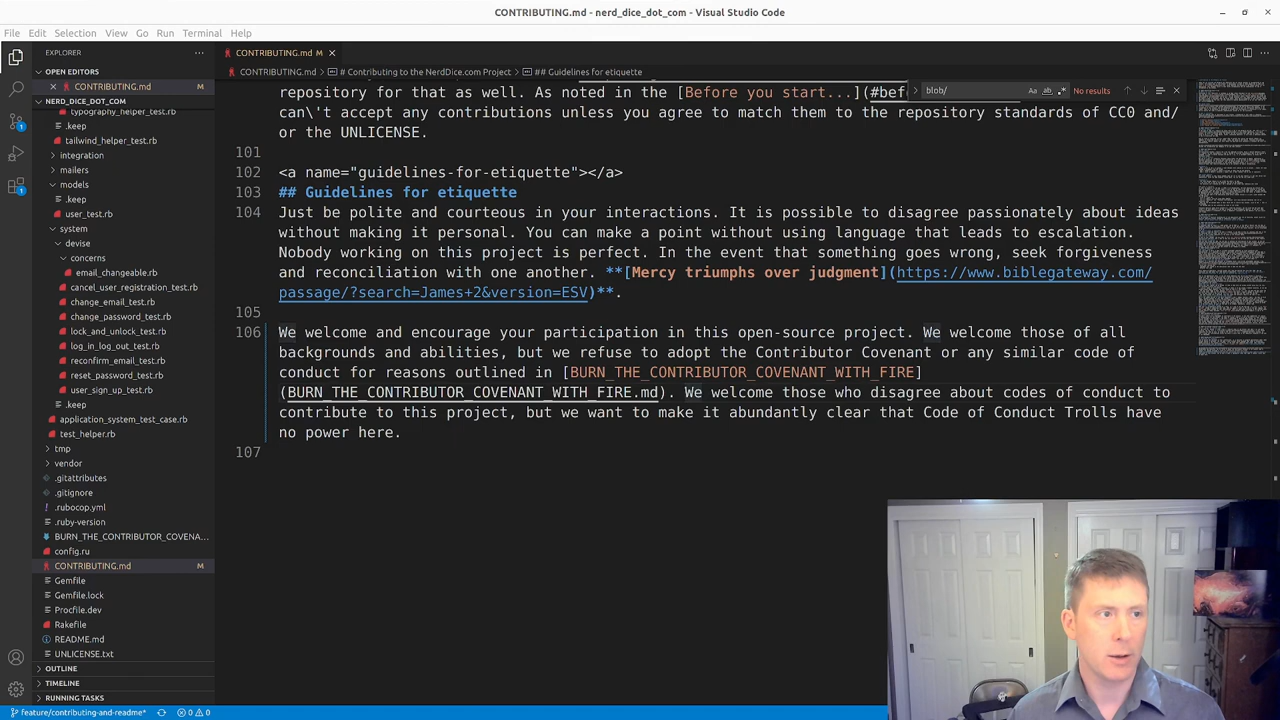 CONTRIBUTING.md - nerd_dice_dot_com - Visual Studio Code
File Edit Selection View Go Run Terminal Help
EXPLORER
CONTRIBUTING.md M
OPEN EDITORS
CONTRIBUTING.md M
CONTRIBUTING.md # Contributing to the NerdDice.com Project ## Guidelines for etiquette
blob/ Aa ab No results
NERD_DICE_DOT_COM
typography_helper_test.rb
.keep
tailwind_helper_test.rb
integration
mailers
models
.keep
user_test.rb
system
devise
concerns
email_changeable.rb
cancel_user_registration_test.rb
change_email_test.rb
change_password_test.rb
lock_and_unlock_test.rb
log_in_log_out_test.rb
reconfirm_email_test.rb
reset_password_test.rb
user_sign_up_test.rb
.keep
application_system_test_case.rb
test_helper.rb
tmp
vendor
.gitattributes
.gitignore
.rubocop.yml
.ruby-version
BURN_THE_CONTRIBUTOR_COVENA...
config.ru
CONTRIBUTING.md M
Gemfile
Gemfile.lock
Procfile.dev
Rakefile
README.md
UNLICENSE.txt
OUTLINE
TIMELINE
RUNNING TASKS
repository for that as well. As noted in the [Before you start...](#bef
can\'t accept any contributions unless you agree to match them to the repository standards of CC0 and/
or the UNLICENSE.
101
102 <a name="guidelines-for-etiquette"></a>
103 ## Guidelines for etiquette
104 Just be polite and courteous in your interactions. It is possible to disagree passionately about ideas
without making it personal. You can make a point without using language that leads to escalation.
Nobody working on this project is perfect. In the event that something goes wrong, seek forgiveness
and reconciliation with one another. **[Mercy triumphs over judgment](https://www.biblegateway.com/
passage/?search=James+2&version=ESV)**.
105
106 We welcome and encourage your participation in this open-source project. We welcome those of all
backgrounds and abilities, but we refuse to adopt the Contributor Covenant or any similar code of
conduct for reasons outlined in [BURN_THE_CONTRIBUTOR_COVENANT_WITH_FIRE]
(BURN_THE_CONTRIBUTOR_COVENANT_WITH_FIRE.md). We welcome those who disagree about codes of conduct to
contribute to this project, but we want to make it abundantly clear that Code of Conduct Trolls have
no power here.
107
feature/contributing-and-readme* 0 0